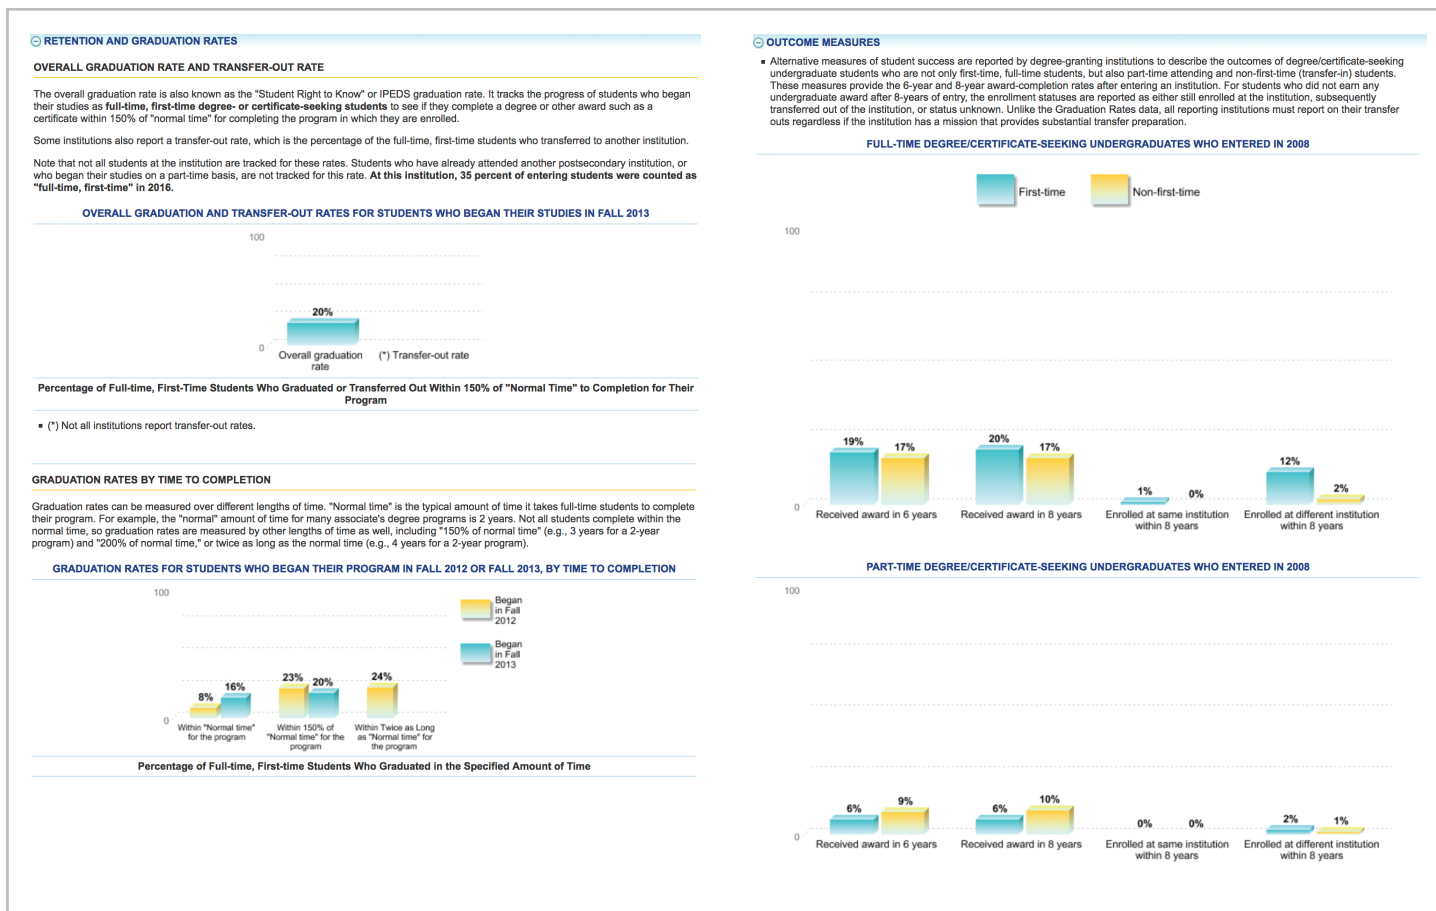 RETENTION AND GRADUATION RATES
OVERALL GRADUATION RATE AND TRANSFER-OUT RATE
The overall graduation rate is also known as the "Student Right to Know" or IPEDS graduation rate. It tracks the progress of students who began
their studies as full-time, first-time degree- or certificate-seeking students to see if they complete a degree or other award such as a
certificate within 150% of "normal time" for completing the program in which they are enrolled.
Some institutions also report a transfer-out rate, which is the percentage of the full-time, first-time students who transferred to another institution.
Note that not all students at the institution are tracked for these rates. Students who have already attended another postsecondary institution, or
who began their studies on a part-time basis, are not tracked for this rate. At this institution, 35 percent of entering students were counted as
"full-time, first-time" in 2016.
OVERALL GRADUATION AND TRANSFER-OUT RATES FOR STUDENTS WHO BEGAN THEIR STUDIES IN FALL 2013
100
20%
0
Overall graduation
rate
(*) Transfer-out rate
Percentage of Full-time, First-Time Students Who Graduated or Transferred Out Within 150% of "Normal Time" to Completion for Their
Program
(*) Not all institutions report transfer-out rates.
GRADUATION RATES BY TIME TO COMPLETION
Graduation rates can be measured over different lengths of time. "Normal time" is the typical amount of time it takes full-time students to complete
their program. For example, the "normal" amount of time for many associate's degree programs is 2 years. Not all students complete within the
normal time, so graduation rates are measured by other lengths of time as well, including "150% of normal time" (e.g., 3 years for a 2-year
program) and "200% of normal time," or twice as long as the normal time (e.g., 4 years for a 2-year program).
GRADUATION RATES FOR STUDENTS WHO BEGAN THEIR PROGRAM IN FALL 2012 OR FALL 2013, BY TIME TO COMPLETION
100
Began
in Fall
2012
Began
in Fall
2013
8%
16%
23%
20%
24%
0
Within "Normal time"
for the program
Within 150% of
"Normal time" for the
program
Within Twice as Long
as "Normal time" for
the program
Percentage of Full-time, First-time Students Who Graduated in the Specified Amount of Time
OUTCOME MEASURES
Alternative measures of student success are reported by degree-granting institutions to describe the outcomes of degree/certificate-seeking
undergraduate students who are not only first-time, full-time students, but also part-time attending and non-first-time (transfer-in) students.
These measures provide the 6-year and 8-year award-completion rates after entering an institution. For students who did not earn any
undergraduate award after 8-years of entry, the enrollment statuses are reported as either still enrolled at the institution, subsequently
transferred out of the institution, or status unknown. Unlike the Graduation Rates data, all reporting institutions must report on their transfer
outs regardless if the institution has a mission that provides substantial transfer preparation.
FULL-TIME DEGREE/CERTIFICATE-SEEKING UNDERGRADUATES WHO ENTERED IN 2008
First-time
Non-first-time
100
19%
17%
20%
17%
1%
0%
12%
2%
0
Received award in 6 years
Received award in 8 years
Enrolled at same institution
within 8 years
Enrolled at different institution
within 8 years
PART-TIME DEGREE/CERTIFICATE-SEEKING UNDERGRADUATES WHO ENTERED IN 2008
100
6%
9%
6%
10%
0%
0%
2%
1%
0
Received award in 6 years
Received award in 8 years
Enrolled at same institution
within 8 years
Enrolled at different institution
within 8 years